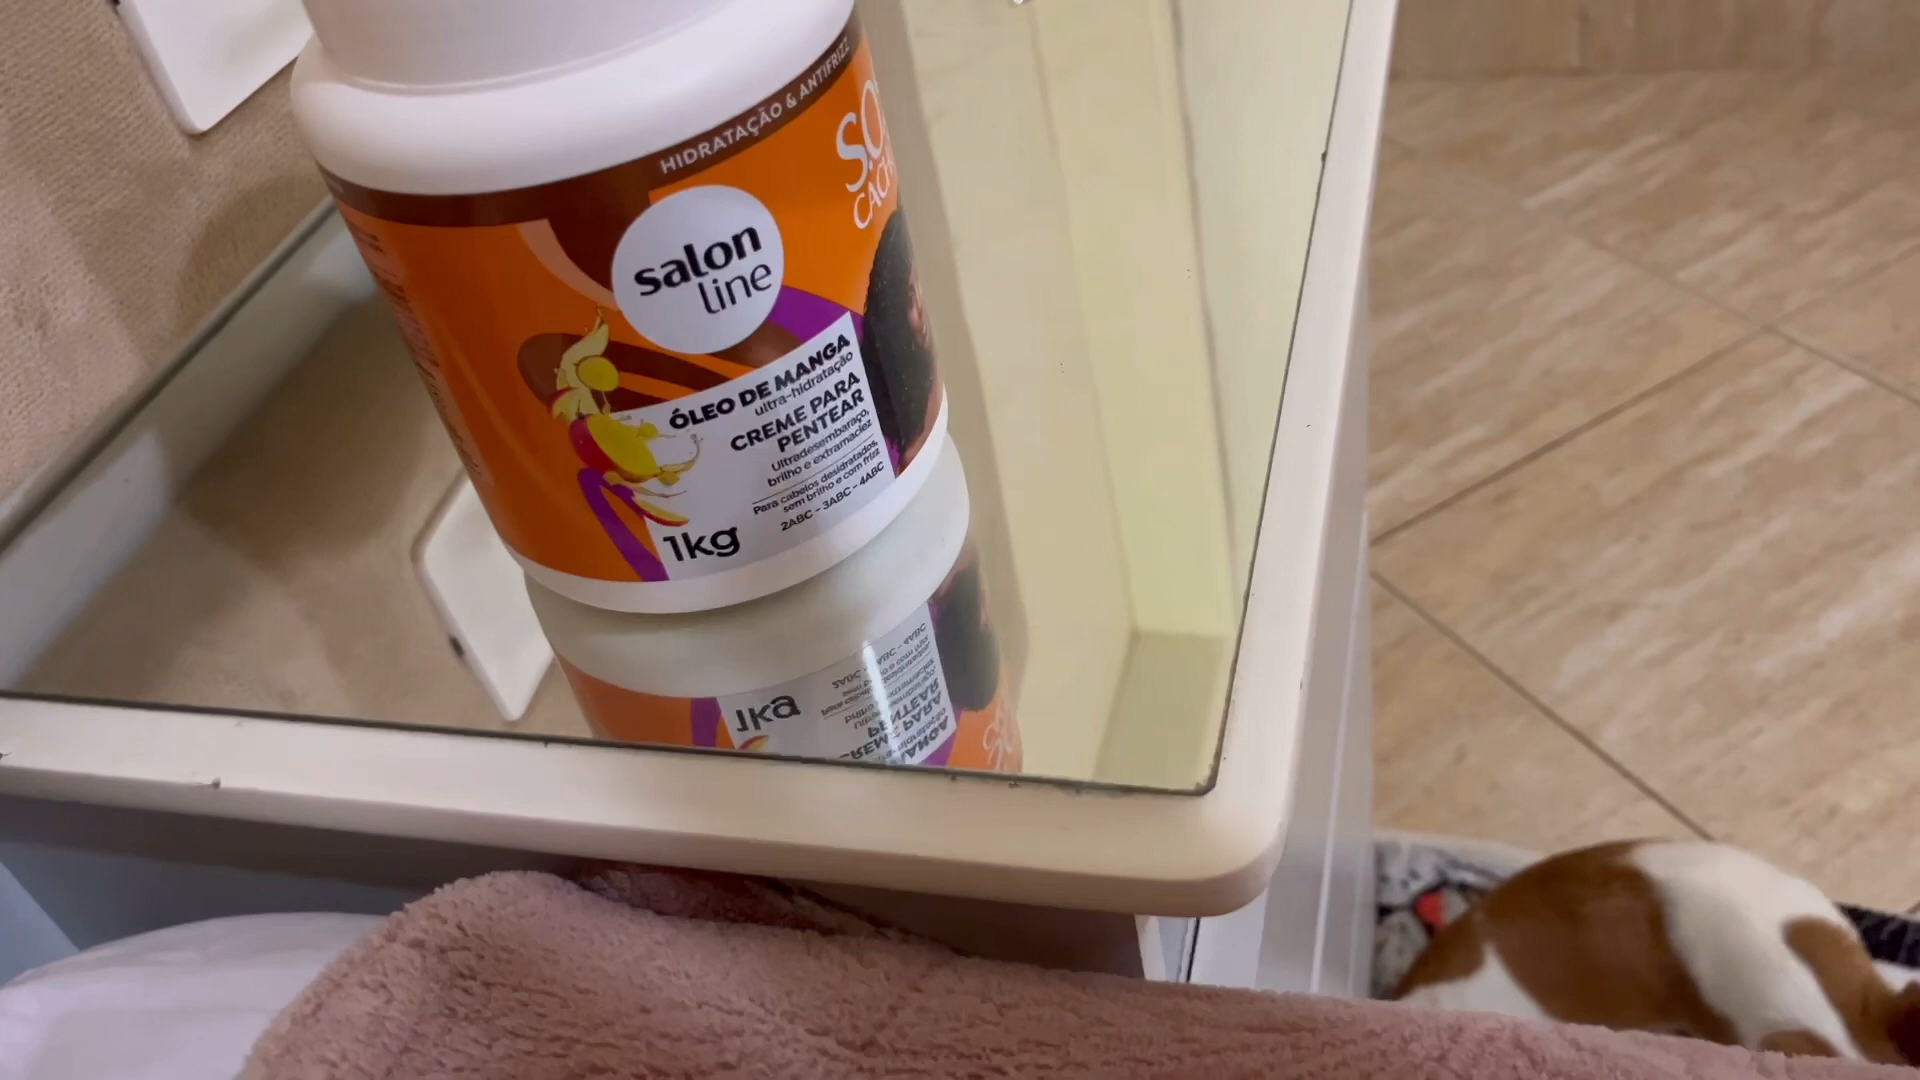 HIDRATAÇÃO & ANTIFRIZZ
salon
line
ÓLEO DE MANGA
ultra-hidratação
CREME PARA
PENTEAR
Ultradesembaraço,
brilho e extramaciez
Para cabelos desidratados,
sem brilho e com frizz
2ABC - 3ABC - 4ABC
1kg